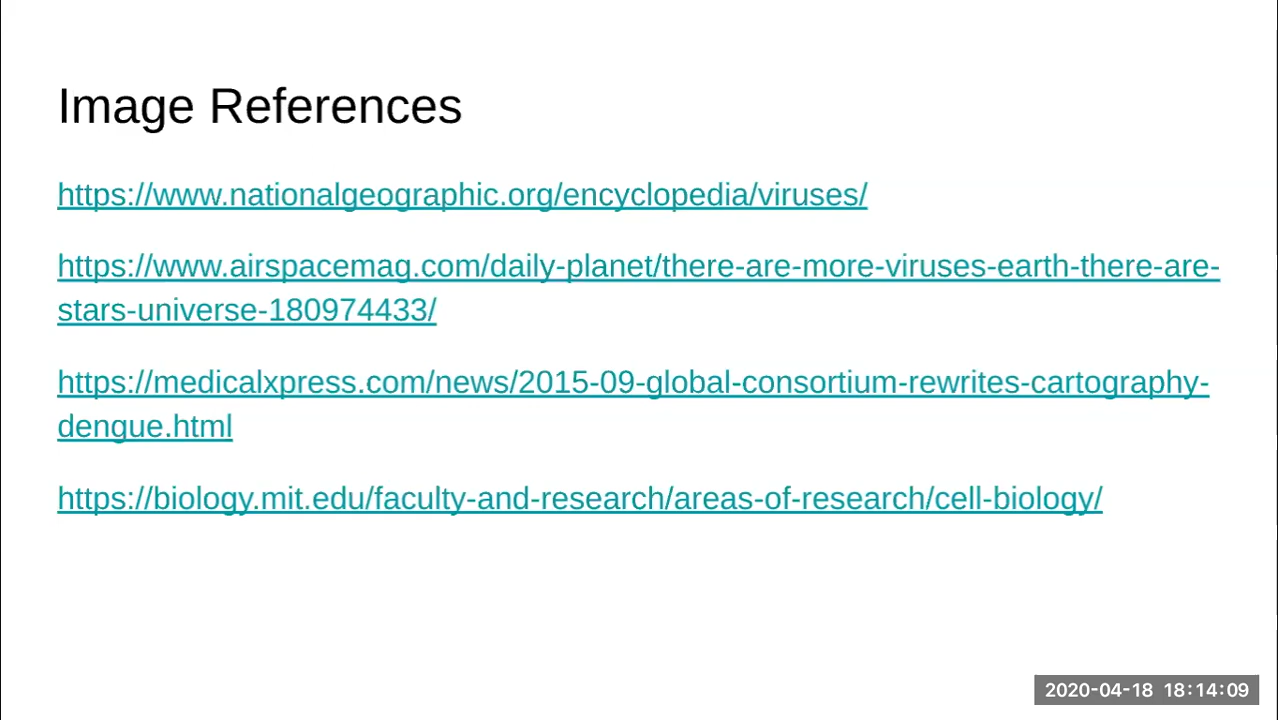 Image References
https://www.nationalgeographic.org/encyclopedia/viruses/
https://www.airspacemag.com/daily-planet/there-are-more-viruses-earth-there-are-
stars-universe-180974433/
https://medicalxpress.com/news/2015-09-global-consortium-rewrites-cartography-
dengue.html
https://biology.mit.edu/faculty-and-research/areas-of-research/cell-biology/
2020-04-18 18:14:09